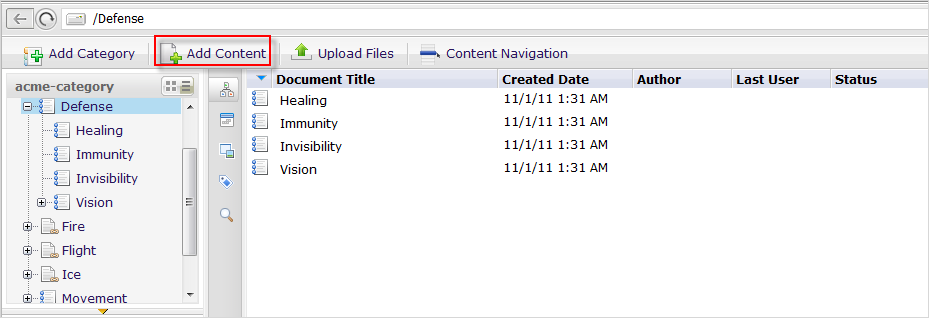 /Defense
Add Category Add Content Upload Files Content Navigation
acme-category
Defense
Healing
Immunity
Invisibility
Vision
Fire
Flight
Ice
Movement
Document Title Created Date Author Last User Status
Healing 11/1/11 1:31 AM
Immunity 11/1/11 1:31 AM
Invisibility 11/1/11 1:31 AM
Vision 11/1/11 1:31 AM